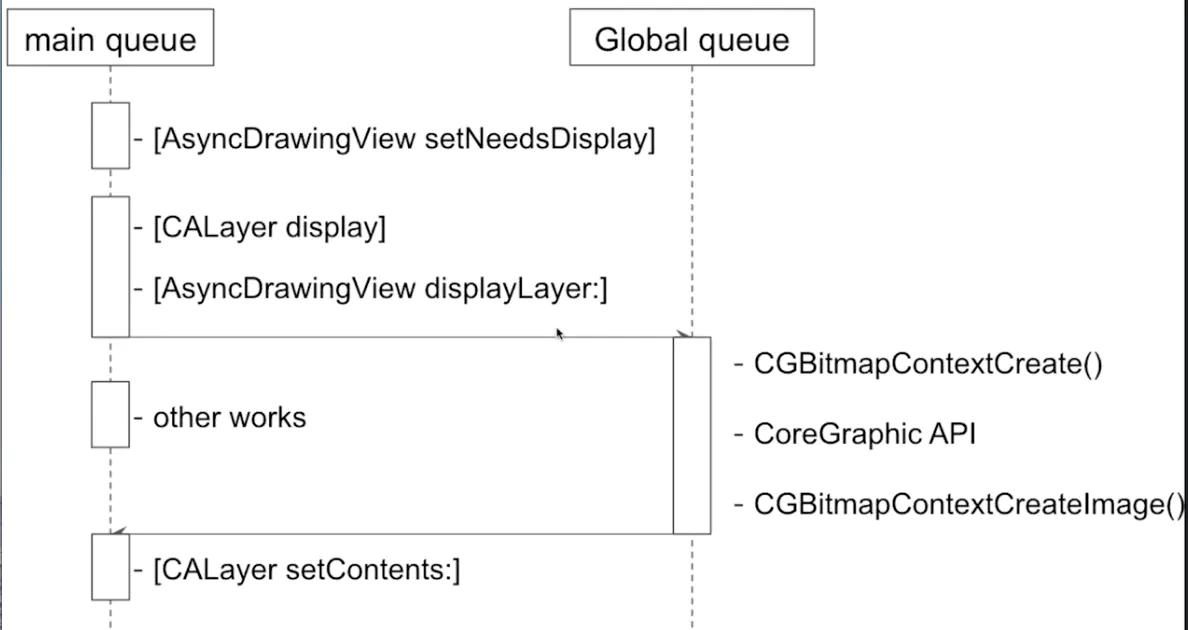 main queue
Global queue
- [AsyncDrawingView setNeedsDisplay]
- [CALayer display]
- [AsyncDrawingView displayLayer:]
- CGBitmapContextCreate()
- other works
- CoreGraphic API
- CGBitmapContextCreateImage()
- [CALayer setContents:]